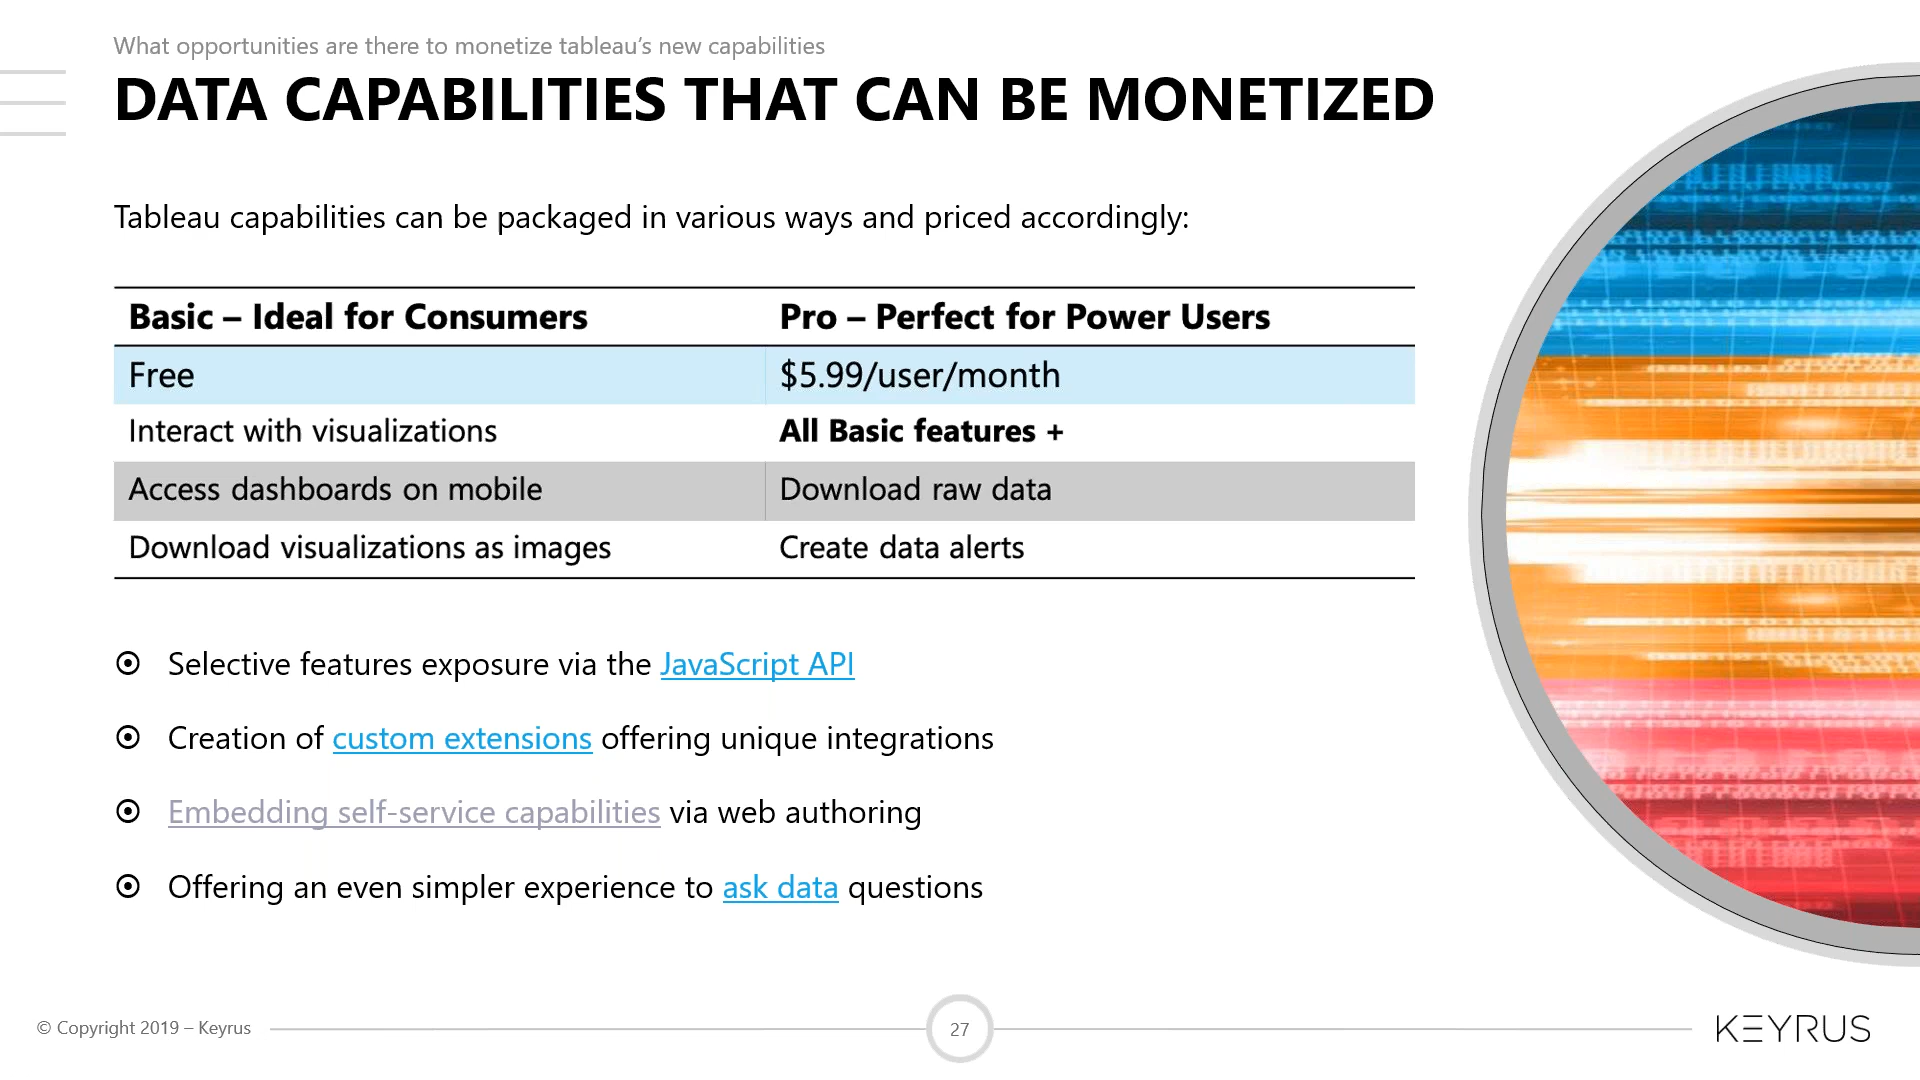 What opportunities are there to monetize tableau's new capabilities
DATA CAPABILITIES THAT CAN BE MONETIZED
Tableau capabilities can be packaged in various ways and priced accordingly:
Basic – Ideal for Consumers Pro – Perfect for Power Users
Free $5.99/user/month
Interact with visualizations All Basic features +
Access dashboards on mobile Download raw data
Download visualizations as images Create data alerts
Selective features exposure via the JavaScript API
Creation of custom extensions offering unique integrations
Embedding self-service capabilities via web authoring
Offering an even simpler experience to ask data questions
© Copyright 2019 – Keyrus
27
KEYRUS